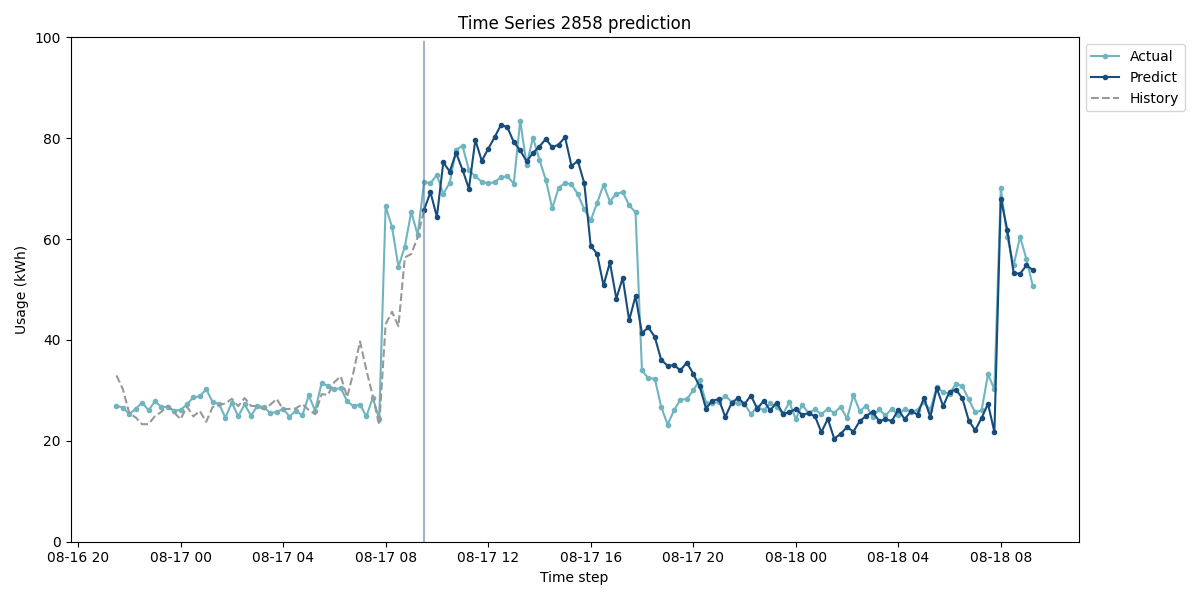 Time Series 2858 prediction
100
80
60
40
20
0
Usage (kWh)
08-16 20
08-17 00
08-17 04
08-17 08
08-17 12
08-17 16
08-17 20
08-18 00
08-18 04
08-18 08
Time step
Actual
Predict
History